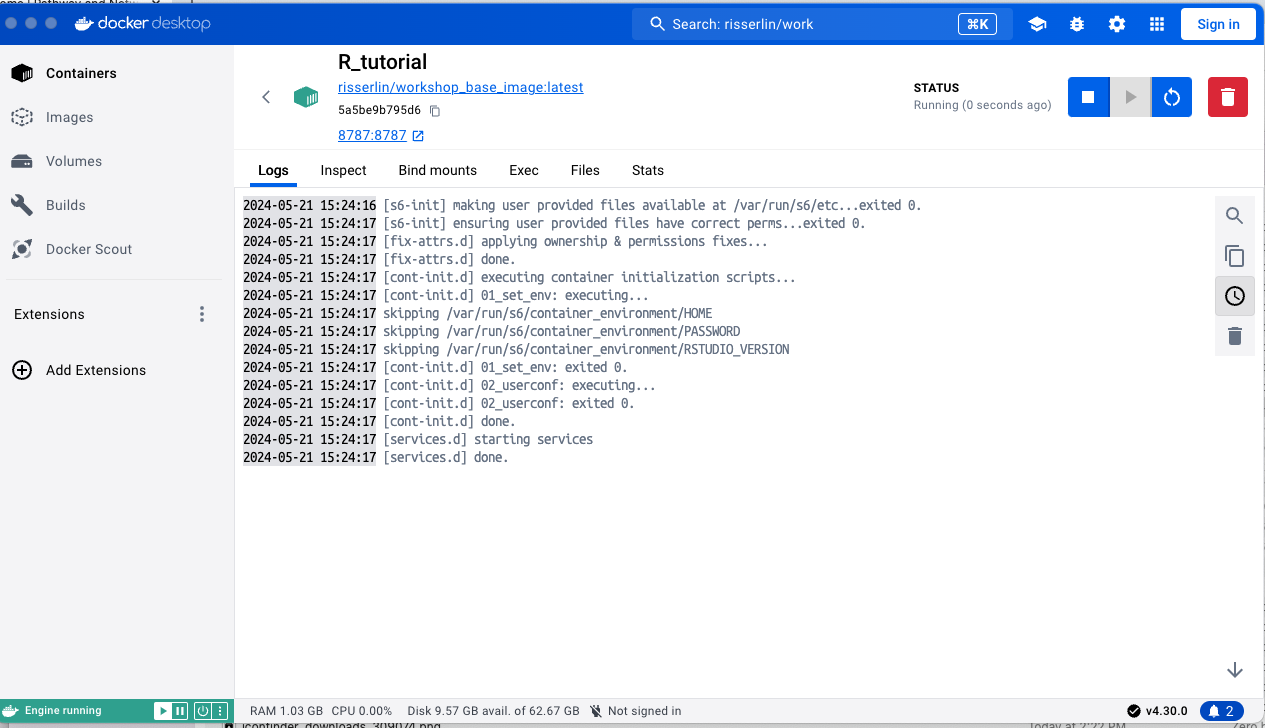 docker desktop
Search: risserlin/work
⌘K
Sign in
Containers
Images
Volumes
Builds
Docker Scout
Extensions
Add Extensions
R_tutorial
risserlin/workshop_base_image:latest
5a5be9b795d6
8787:8787
STATUS
Running (0 seconds ago)
Logs Inspect Bind mounts Exec Files Stats
2024-05-21 15:24:16 [s6-init] making user provided files available at /var/run/s6/etc...exited 0.
2024-05-21 15:24:17 [s6-init] ensuring user provided files have correct perms...exited 0.
2024-05-21 15:24:17 [fix-attrs.d] applying ownership & permissions fixes...
2024-05-21 15:24:17 [fix-attrs.d] done.
2024-05-21 15:24:17 [cont-init.d] executing container initialization scripts...
2024-05-21 15:24:17 [cont-init.d] 01_set_env: executing...
2024-05-21 15:24:17 skipping /var/run/s6/container_environment/HOME
2024-05-21 15:24:17 skipping /var/run/s6/container_environment/PASSWORD
2024-05-21 15:24:17 skipping /var/run/s6/container_environment/RSTUDIO_VERSION
2024-05-21 15:24:17 [cont-init.d] 01_set_env: exited 0.
2024-05-21 15:24:17 [cont-init.d] 02_userconf: executing...
2024-05-21 15:24:17 [cont-init.d] 02_userconf: exited 0.
2024-05-21 15:24:17 [cont-init.d] done.
2024-05-21 15:24:17 [services.d] starting services
2024-05-21 15:24:17 [services.d] done.
Engine running
RAM 1.03 GB CPU 0.00% Disk 9.57 GB avail. of 62.67 GB Not signed in
v4.30.0
2